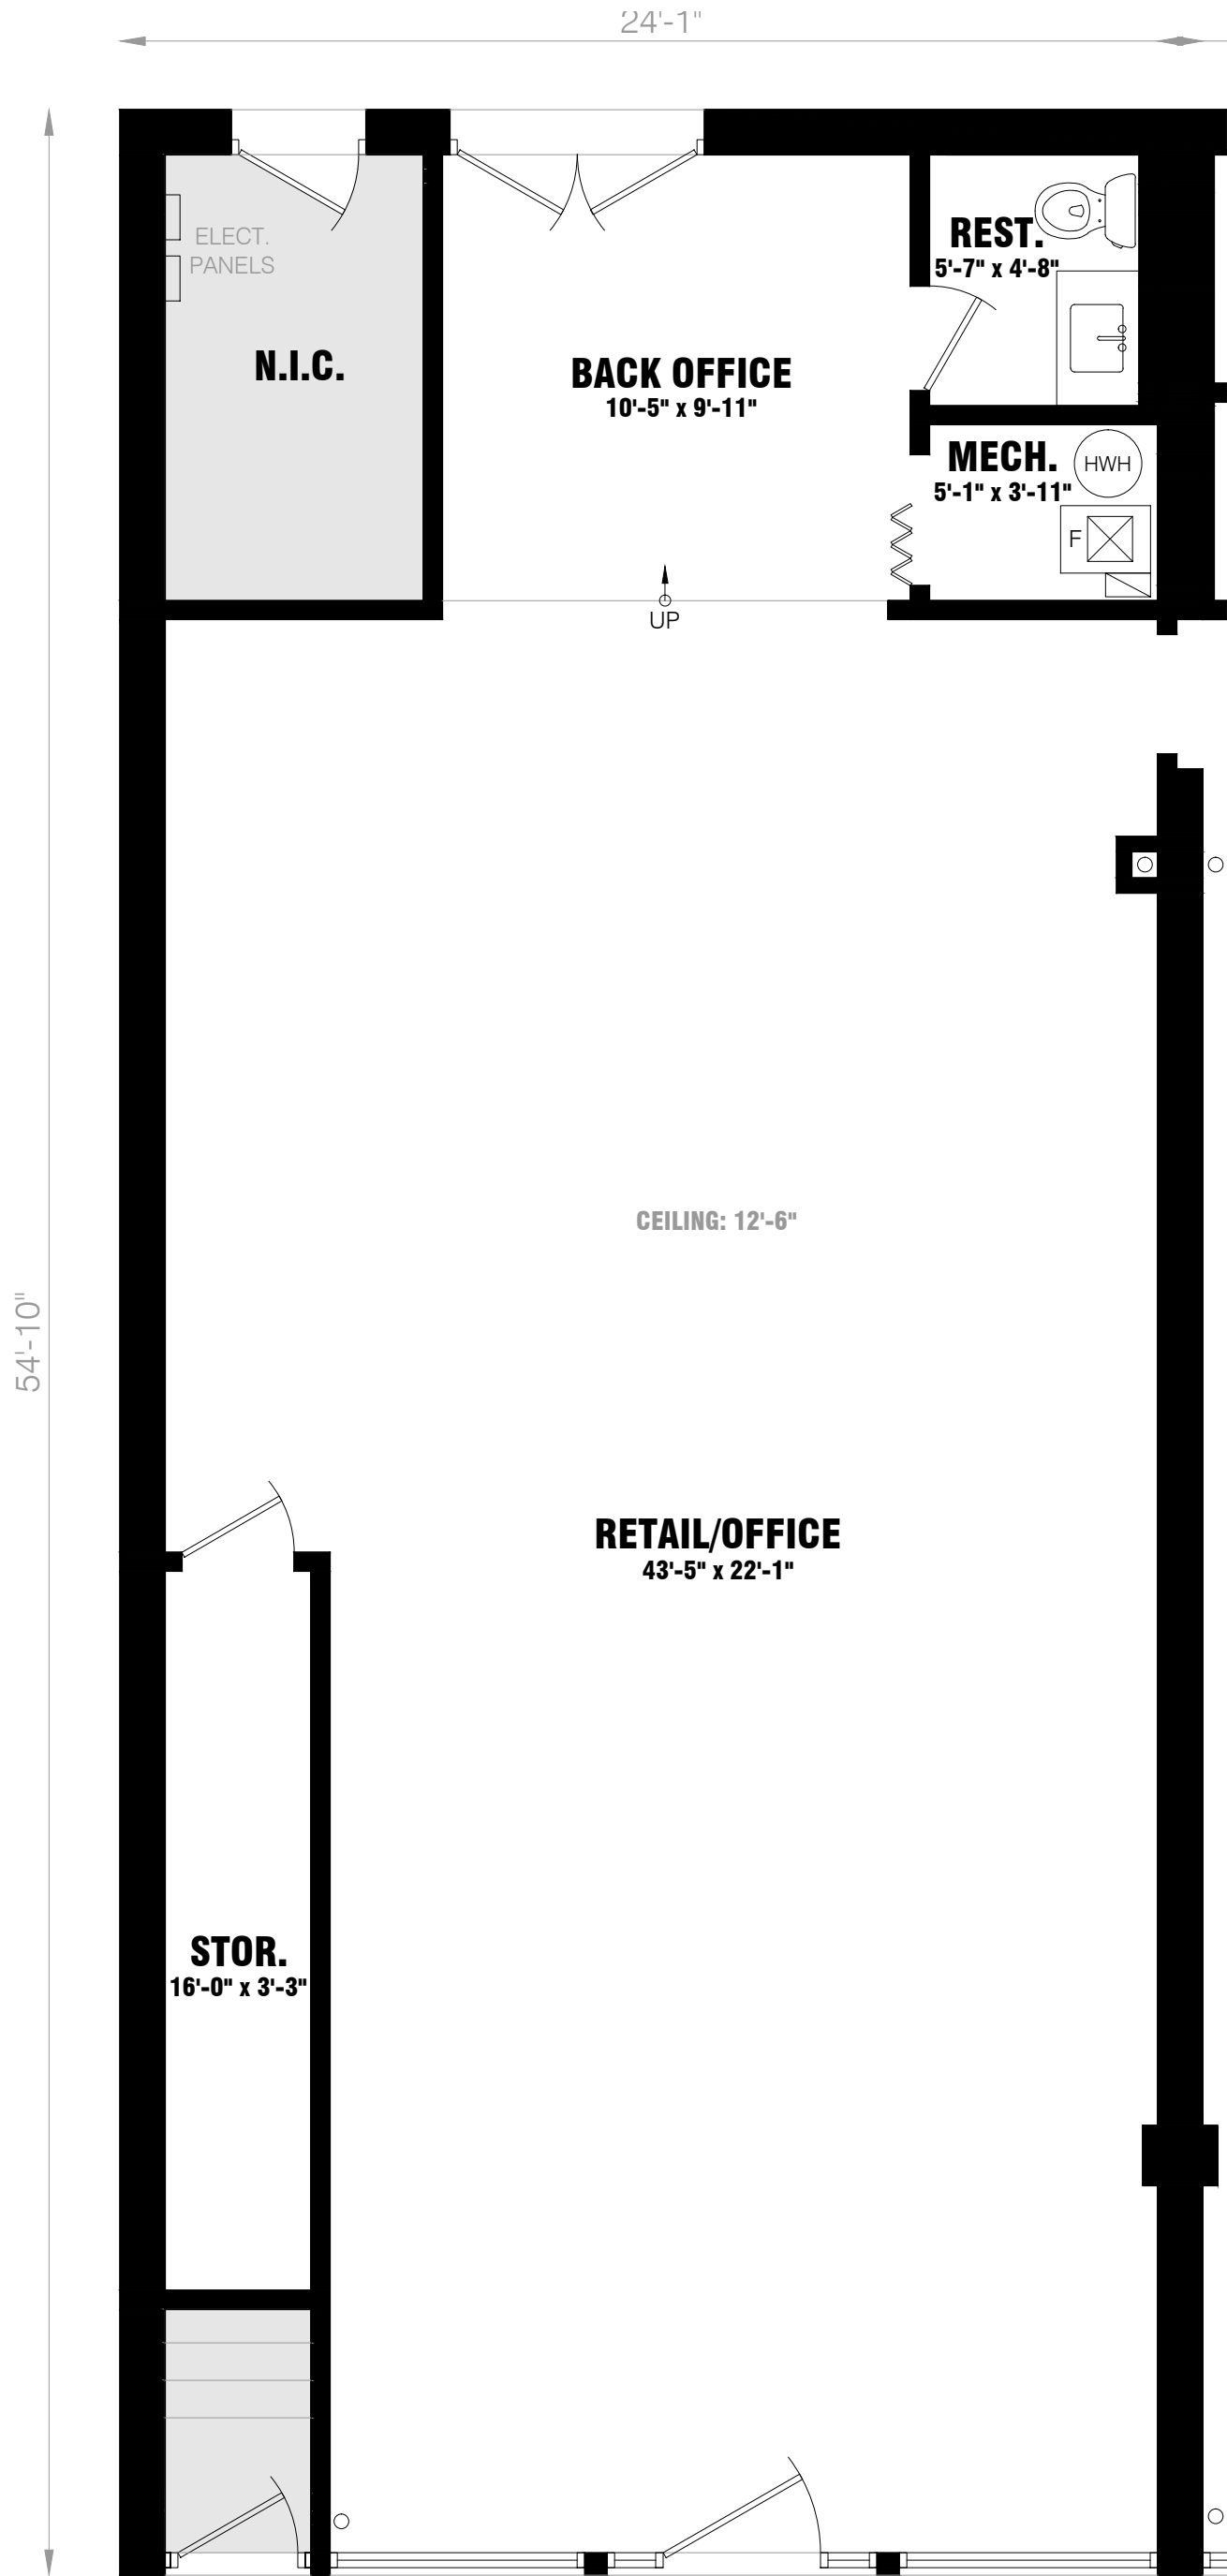 24'-1"
ELECT.
PANELS
N.I.C.
BACK OFFICE
10'-5" x 9'-11"
REST.
5'-7" x 4'-8"
MECH.
5'-1" x 3'-11"
HWH
F
UP
CEILING: 12'-6"
54'-10"
RETAIL/OFFICE
43'-5" x 22'-1"
STOR.
16'-0" x 3'-3"